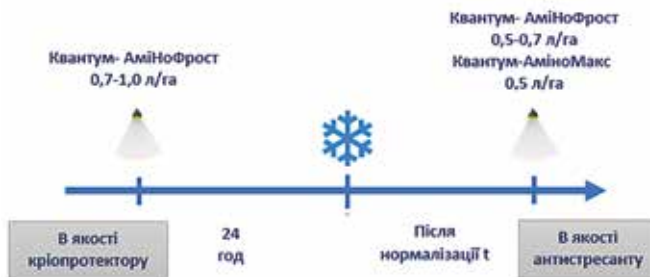 Квантум- АміНоФрост
0,7-1,0 л/га
Квантум- АміНоФрост
0,5-0,7 л/га
Квантум-АміноМакс
0,5 л/га
В якості
кріопротектору
24
год
Після
нормалізації t
В якості
антистресанту